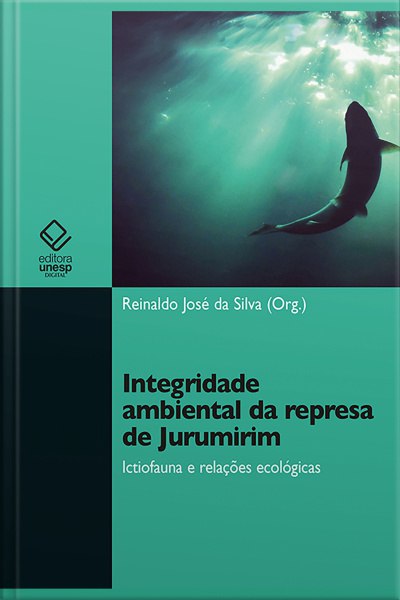 editora
unesp
DIGITAL
Reinaldo José da Silva (Org.)
Integridade
ambiental da represa
de Jurumirim
Ictiofauna e relações ecológicas